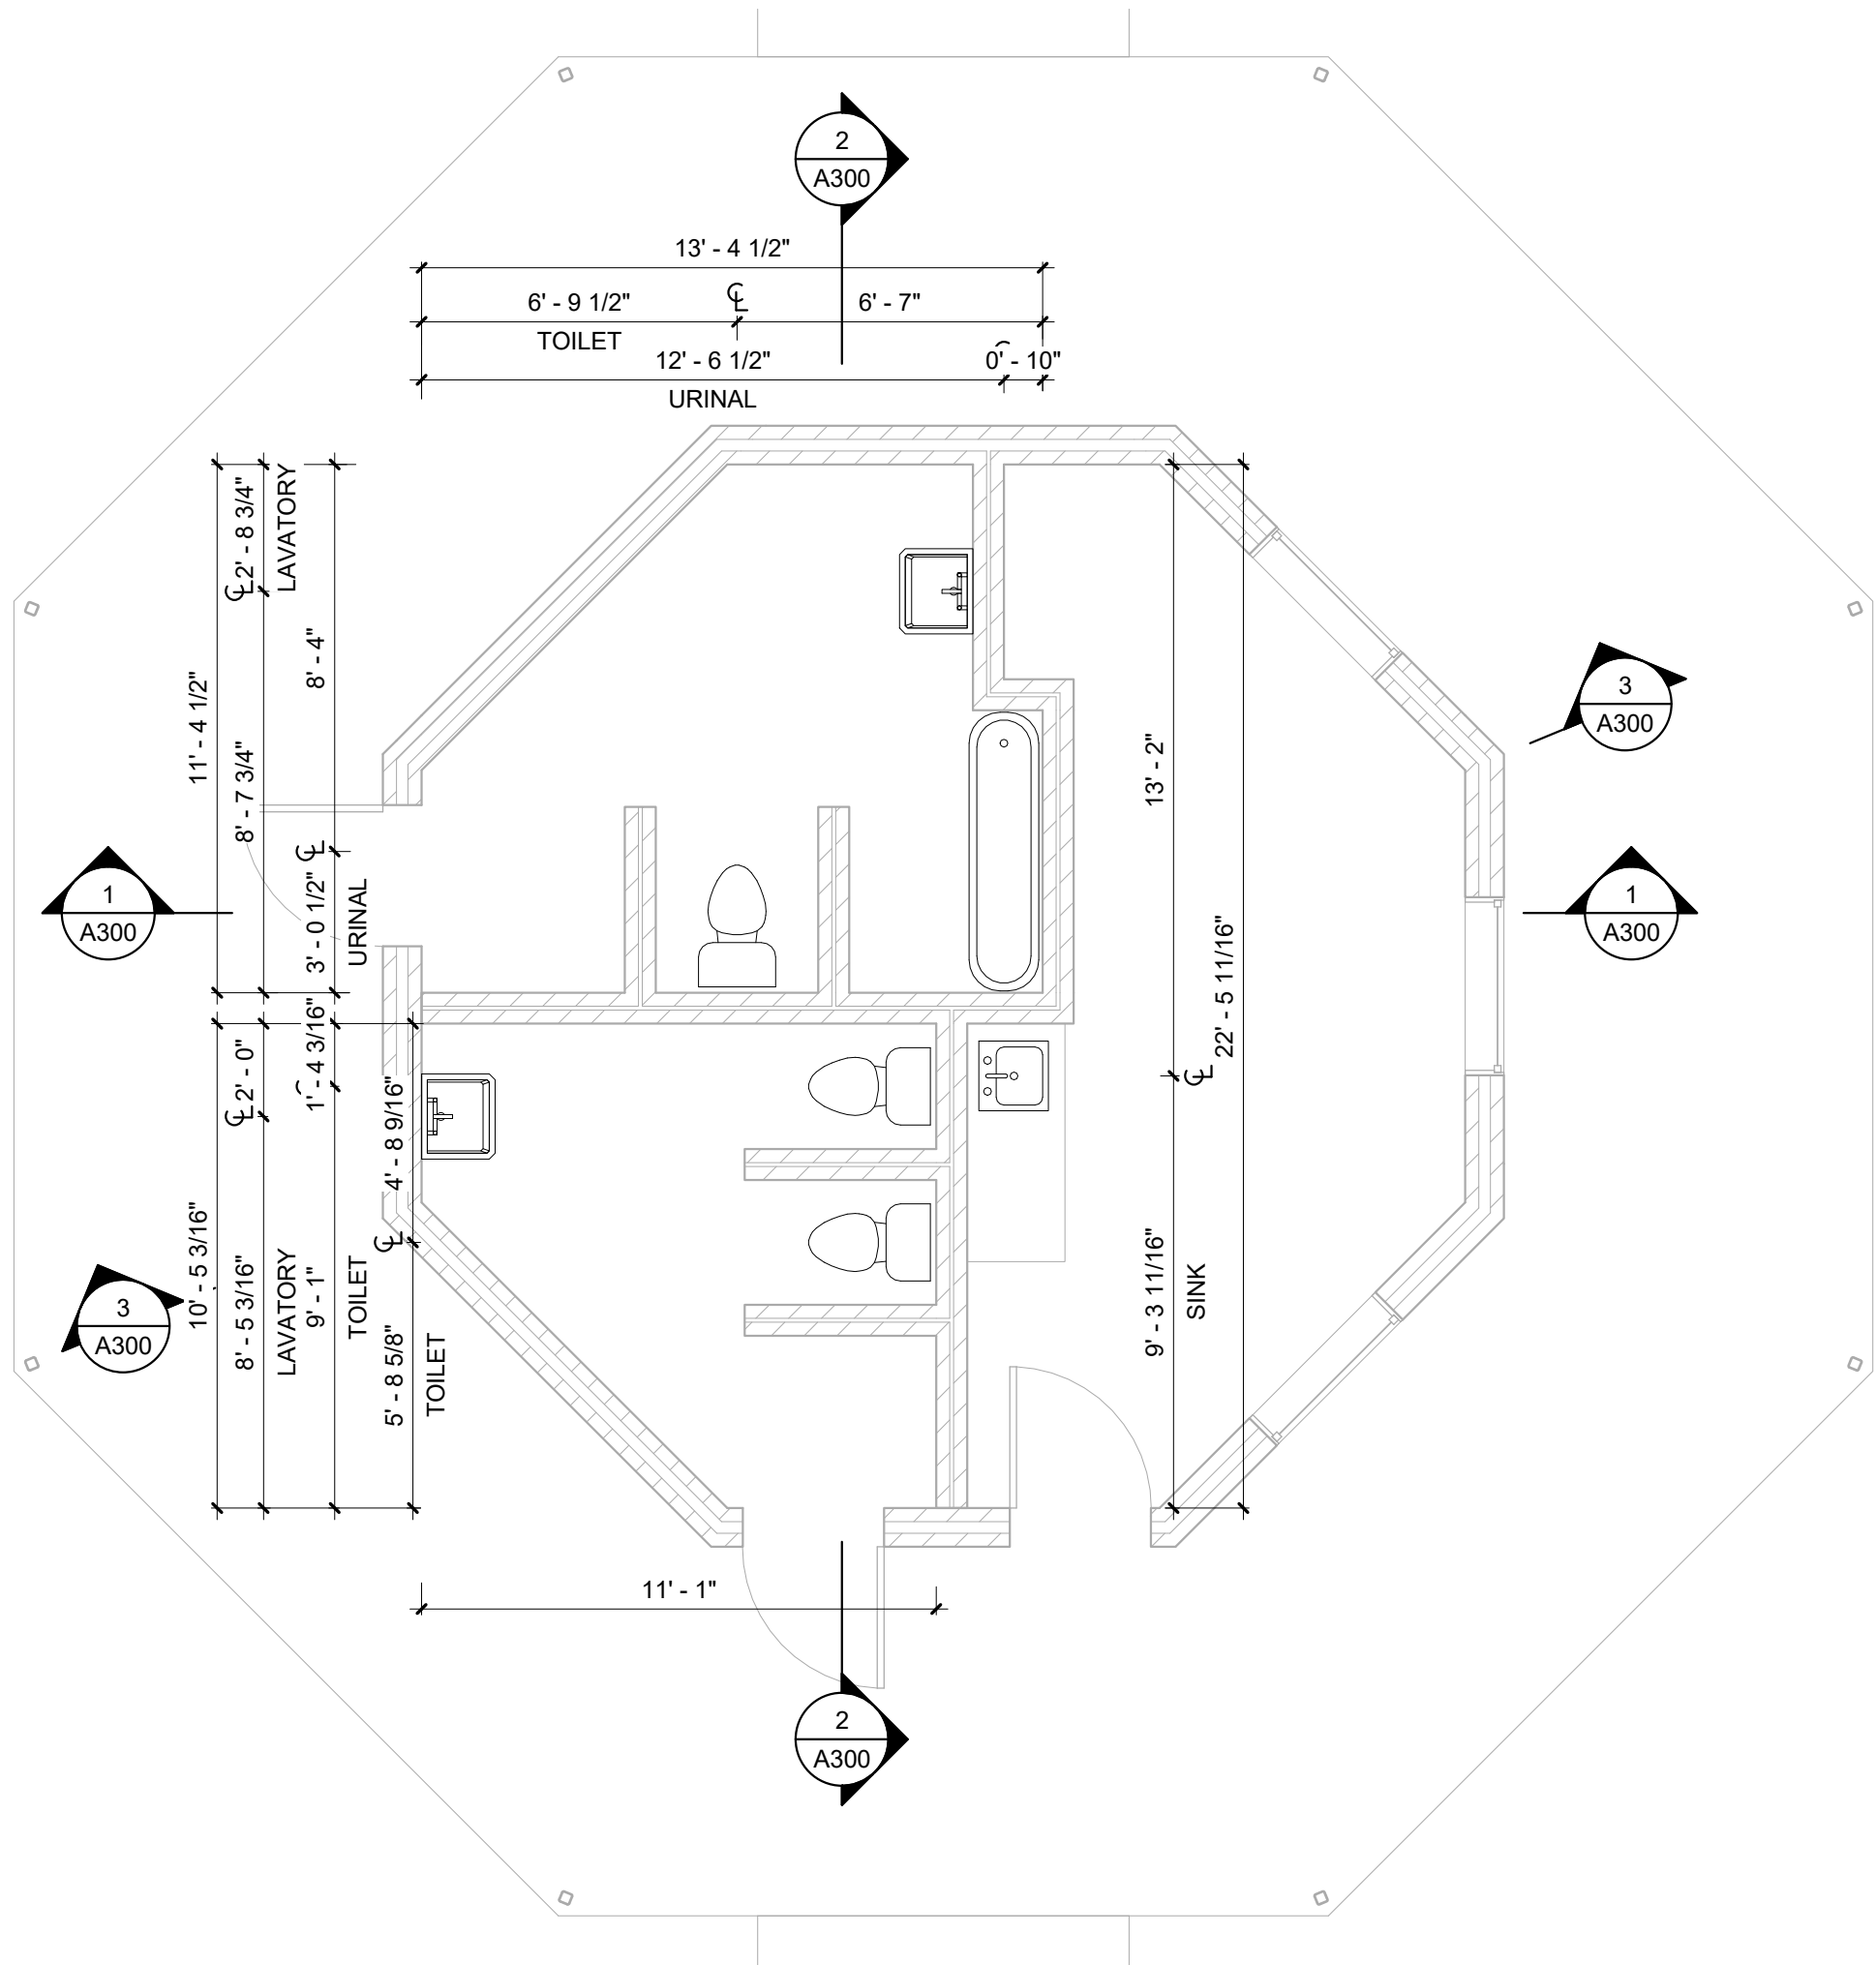 2
A300
13' - 4 1/2"
6' - 9 1/2"
℄
6' - 7"
TOILET
12' - 6 1/2"
0' - 10"
URINAL
11' - 4 1/2"
2' - 8 3/4"
℄
8' - 7 3/4"
LAVATORY
8' - 4"
℄
3' - 0 1/2"
URINAL
13' - 2"
22' - 5 11/16"
℄
9' - 3 11/16"
SINK
3
A300
1
A300
1
A300
10' - 5 3/16"
2' - 0"
℄
8' - 5 3/16"
LAVATORY
1' - 4 3/16"
9' - 1"
TOILET
4' - 8 9/16"
℄
5' - 8 5/8"
TOILET
3
A300
11' - 1"
2
A300